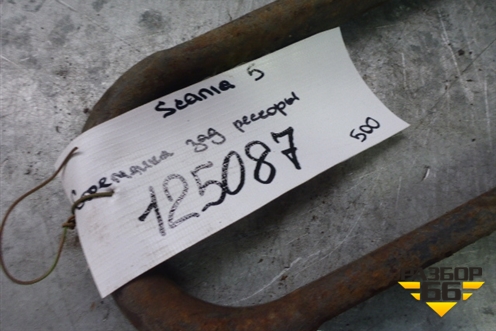 Scania 5
стремянка зад рессоры
125087
500
РАЗБОР
66